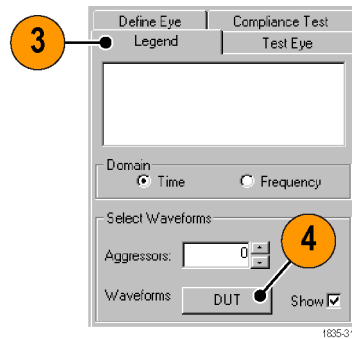 Define Eye Compliance Test
3 Legend Test Eye
Domain
Time Frequency
Select Waveforms
4
Aggressors: 0
Waveforms DUT Show